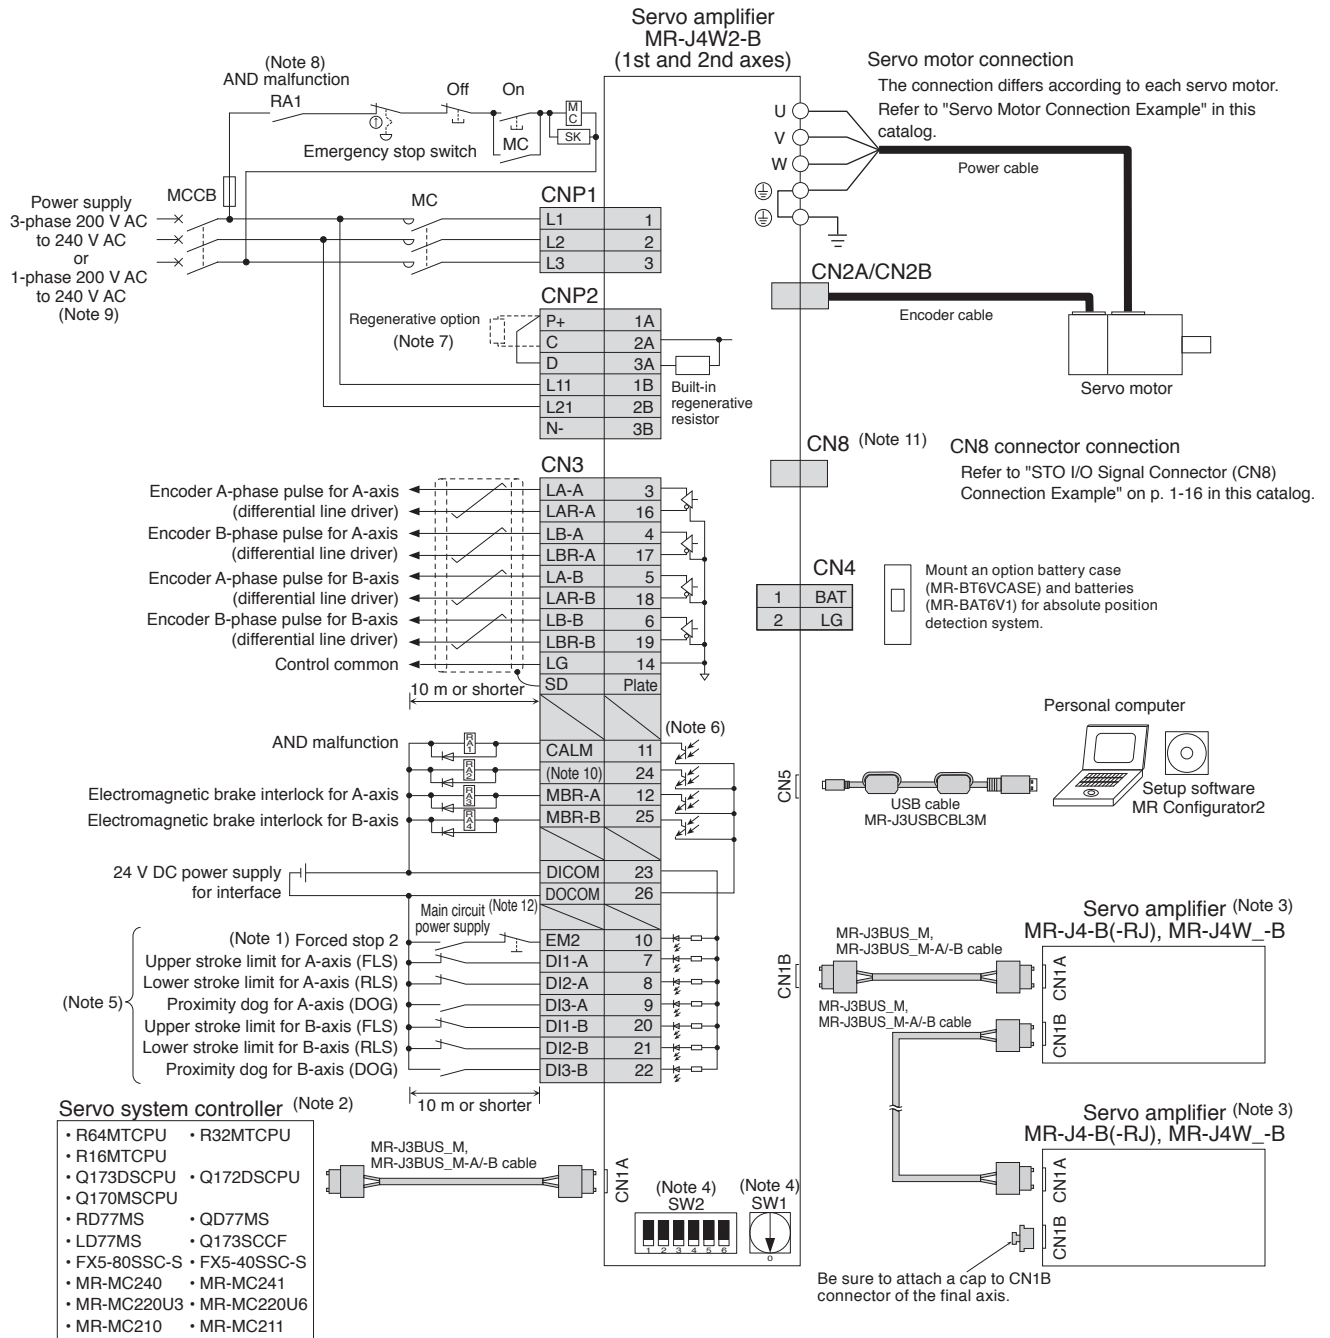 Servo amplifier
MR-J4W2-B
(1st and 2nd axes)
(Note 8)
AND malfunction
RA1
Off
On
MC
SK
MC
Emergency stop switch
Power supply
3-phase 200 V AC
to 240 V AC
or
1-phase 200 V AC
to 240 V AC
(Note 9)
MCCB
MC
CNP1
L1 1
L2 2
L3 3
CNP2
Regenerative option
(Note 7)
P+ 1A
C 2A
D 3A
L11 1B
L21 2B
N- 3B
Built-in
regenerative
resistor
Servo motor connection
The connection differs according to each servo motor.
Refer to "Servo Motor Connection Example" in this
catalog.
U
V
W
Power cable
CN2A/CN2B
Encoder cable
Servo motor
CN8 (Note 11)
CN8 connector connection
Refer to "STO I/O Signal Connector (CN8)
Connection Example" on p. 1-16 in this catalog.
CN4
1 BAT
2 LG
Mount an option battery case
(MR-BT6VCASE) and batteries
(MR-BAT6V1) for absolute position
detection system.
CN3
Encoder A-phase pulse for A-axis
(differential line driver)
Encoder B-phase pulse for A-axis
(differential line driver)
Encoder A-phase pulse for B-axis
(differential line driver)
Encoder B-phase pulse for B-axis
(differential line driver)
Control common
LA-A 3
LAR-A 16
LB-A 4
LBR-A 17
LA-B 5
LAR-B 18
LB-B 6
LBR-B 19
LG 14
SD Plate
10 m or shorter
(Note 6)
AND malfunction
RA1
CALM 11
RA2
(Note 10) 24
Electromagnetic brake interlock for A-axis
RA3
MBR-A 12
Electromagnetic brake interlock for B-axis
RA4
MBR-B 25
24 V DC power supply
for interface
DICOM 23
DOCOM 26
Main circuit (Note 12)
power supply
(Note 5)
(Note 1) Forced stop 2
EM2 10
Upper stroke limit for A-axis (FLS)
DI1-A 7
Lower stroke limit for A-axis (RLS)
DI2-A 8
Proximity dog for A-axis (DOG)
DI3-A 9
Upper stroke limit for B-axis (FLS)
DI1-B 20
Lower stroke limit for B-axis (RLS)
DI2-B 21
Proximity dog for B-axis (DOG)
DI3-B 22
10 m or shorter
Personal computer
CN5
USB cable
MR-J3USBCBL3M
Setup software
MR Configurator2
Servo amplifier (Note 3)
MR-J4-B(-RJ), MR-J4W_-B
CN1B
MR-J3BUS_M,
MR-J3BUS_M-A/-B cable
CN1A
MR-J3BUS_M,
MR-J3BUS_M-A/-B cable
CN1B
Servo amplifier (Note 3)
MR-J4-B(-RJ), MR-J4W_-B
CN1A
CN1B
Be sure to attach a cap to CN1B
connector of the final axis.
Servo system controller (Note 2)
• R64MTCPU • R32MTCPU
• R16MTCPU
• Q173DSCPU • Q172DSCPU
• Q170MSCPU
• RD77MS • QD77MS
• LD77MS • Q173SCCF
• FX5-80SSC-S • FX5-40SSC-S
• MR-MC240 • MR-MC241
• MR-MC220U3 • MR-MC220U6
• MR-MC210 • MR-MC211
MR-J3BUS_M,
MR-J3BUS_M-A/-B cable
CN1A
(Note 4)
SW2
1 2 3 4 5 6
(Note 4)
SW1
0